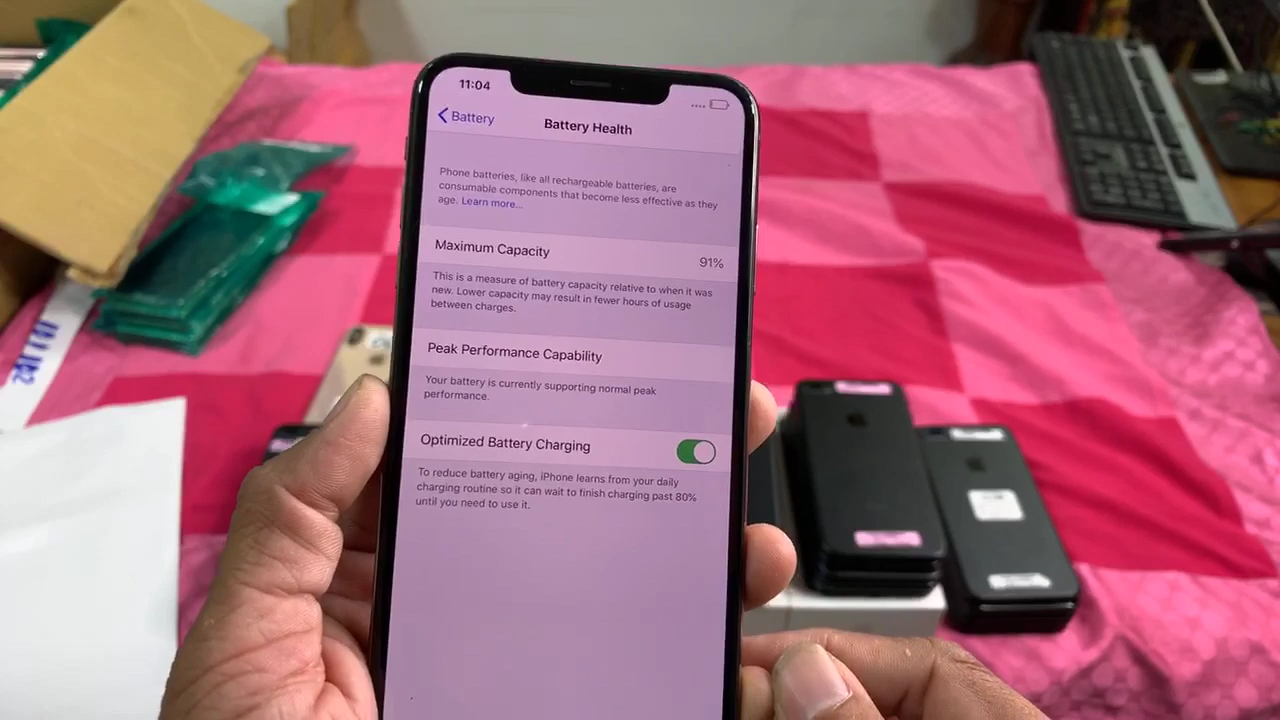 11:04
Battery
Battery Health
Phone batteries, like all rechargeable batteries, are
consumable components that become less effective as they
age. Learn more...
Maximum Capacity
91%
This is a measure of battery capacity relative to when it was
new. Lower capacity may result in fewer hours of usage
between charges.
Peak Performance Capability
Your battery is currently supporting normal peak
performance.
Optimized Battery Charging
To reduce battery aging, iPhone learns from your daily
charging routine so it can wait to finish charging past 80%
until you need to use it.